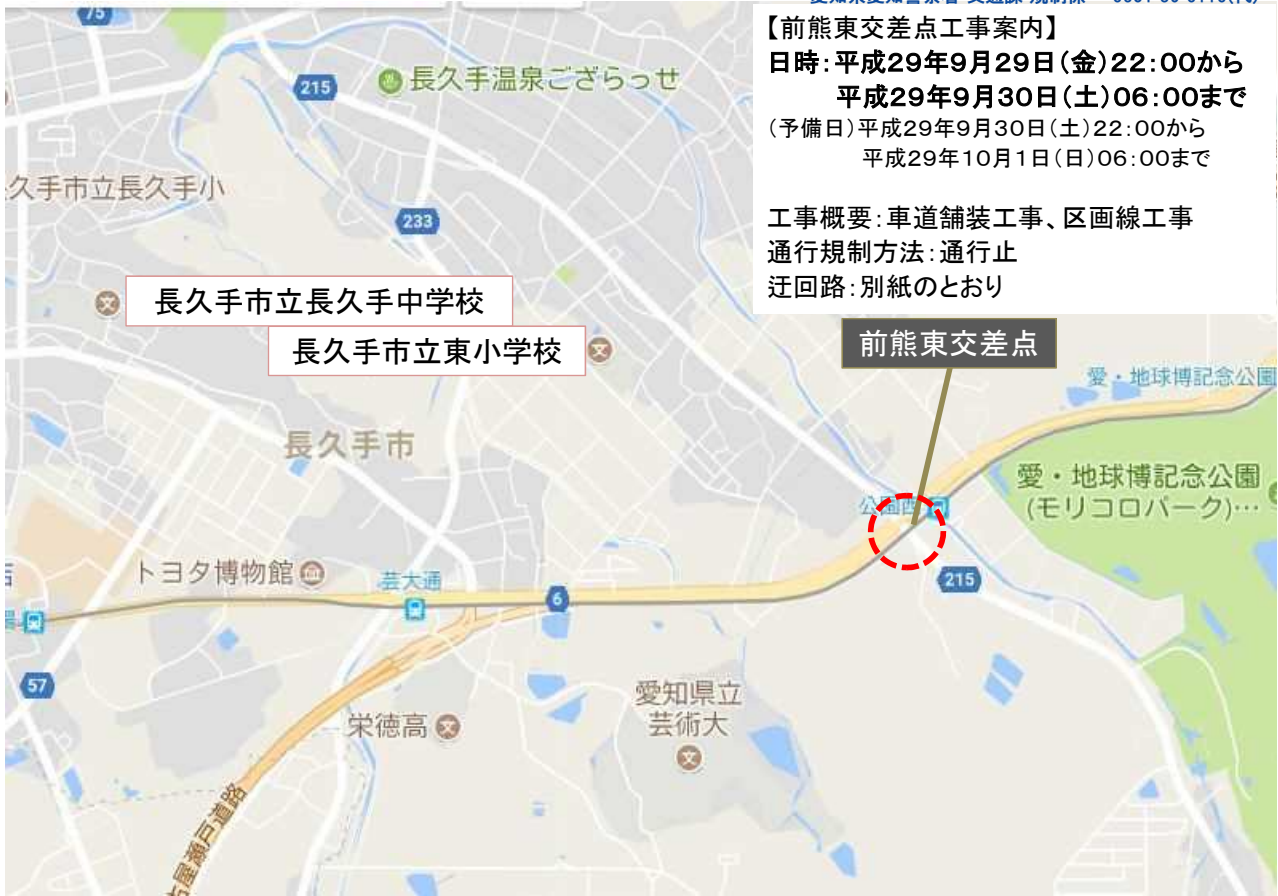 【前熊東交差点工事案内】
日時:平成29年9月29日(金)22:00から
平成29年9月30日(土)06:00まで
(予備日)平成29年9月30日(土)22:00から
平成29年10月1日(日)06:00まで
工事概要:車道舗装工事、区画線工事
通行規制方法:通行止
迂回路:別紙のとおり
75
215
長久手温泉ござらっせ
久手市立長久手小
233
長久手市立長久手中学校
長久手市立東小学校
前熊東交差点
愛・地球博記念公園
長久手市
愛・地球博記念公園
(モリコロパーク)…
公園西
トヨタ博物館
芸大通
6
215
57
愛知県立
芸術大
栄徳高
屋瀬戸道路